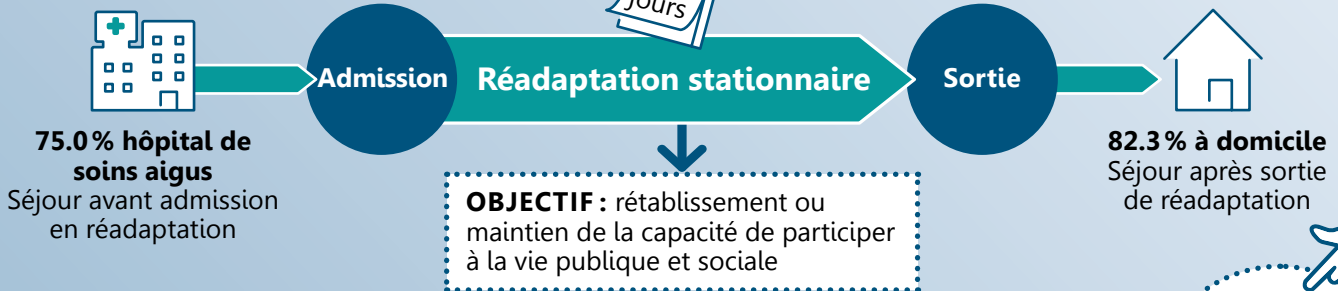 jours
Admission
Réadaptation stationnaire
Sortie
75.0 % hôpital de
soins aigus
Séjour avant admission
en réadaptation
OBJECTIF : rétablissement ou
maintien de la capacité de participer
à la vie publique et sociale
82.3 % à domicile
Séjour après sortie
de réadaptation